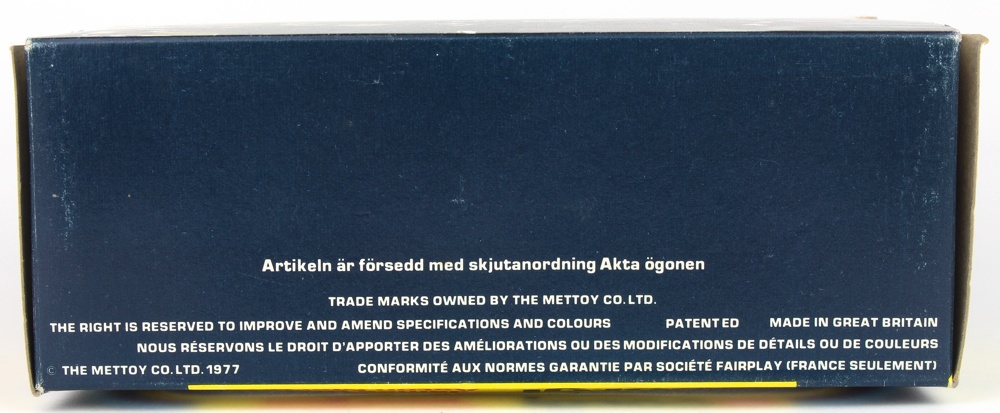 Artikeln är försedd med skjutanordning Akta ögonen
TRADE MARKS OWNED BY THE METTOY CO. LTD.
THE RIGHT IS RESERVED TO IMPROVE AND AMEND SPECIFICATIONS AND COLOURS PATENTED MADE IN GREAT BRITAIN
NOUS RÉSERVONS LE DROIT D'APPORTER DES AMÉLIORATIONS OU DES MODIFICATIONS DE DÉTAILS OU DE COULEURS
© THE METTOY CO. LTD. 1977 CONFORMITÉ AUX NORMES GARANTIE PAR SOCIÉTÉ FAIRPLAY (FRANCE SEULEMENT)